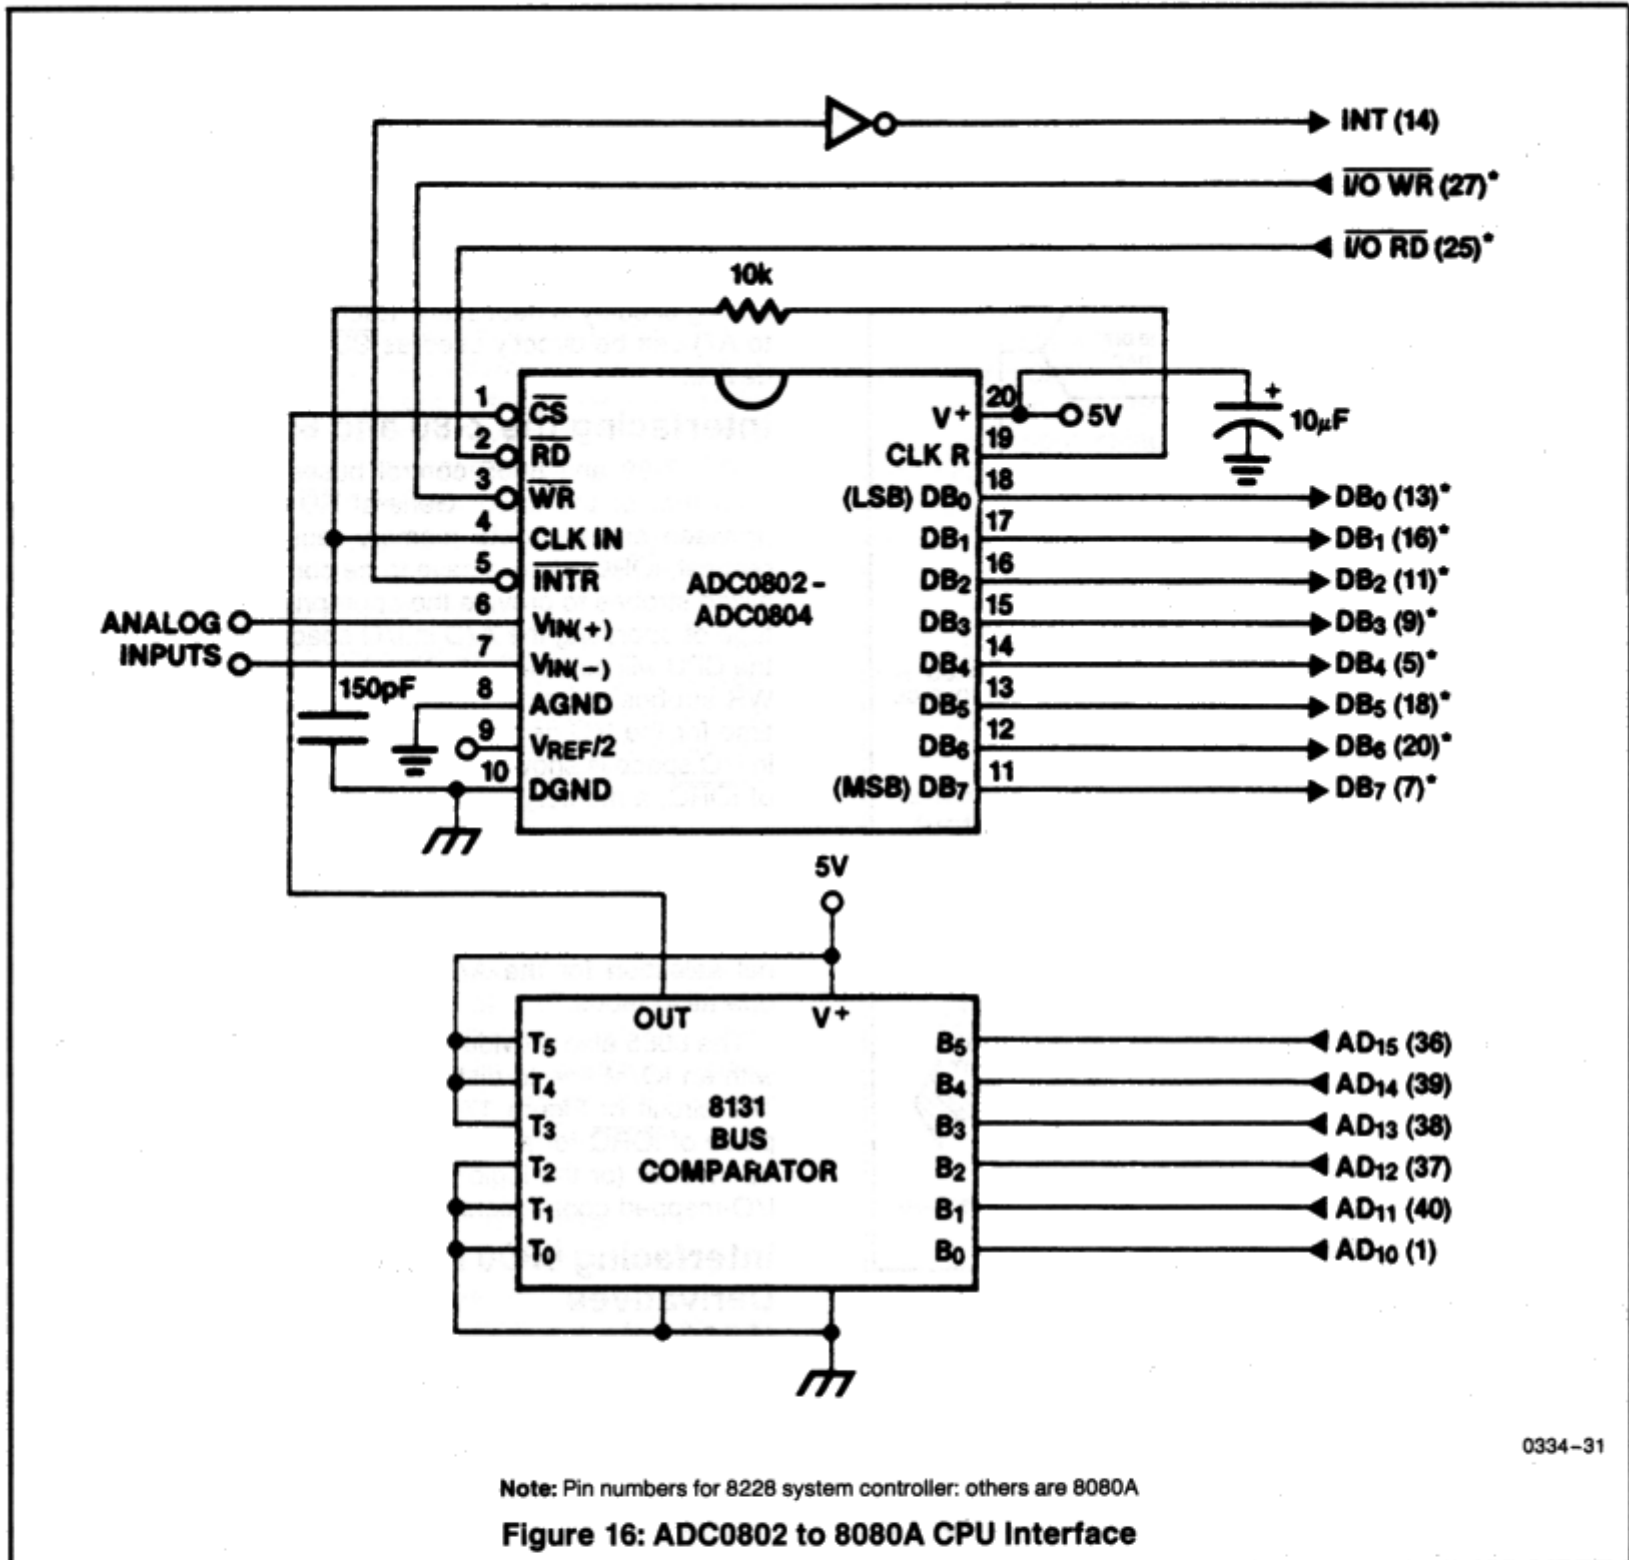 INT (14)
I/O WR (27)*
I/O RD (25)*
10k
1 CS
2 RD
3 WR
4 CLK IN
5 INTR
6 VIN(+)
7 VIN(−)
8 AGND
9 VREF/2
10 DGND
ANALOG
INPUTS
150pF
ADC0802 -
ADC0804
V+ 20
5V
10µF
CLK R 19
(LSB) DB0 18
DB1 17
DB2 16
DB3 15
DB4 14
DB5 13
DB6 12
(MSB) DB7 11
DB0 (13)*
DB1 (16)*
DB2 (11)*
DB3 (9)*
DB4 (5)*
DB5 (18)*
DB6 (20)*
DB7 (7)*
5V
OUT V+
T5
T4
T3
T2
T1
T0
8131
BUS
COMPARATOR
B5
B4
B3
B2
B1
B0
AD15 (36)
AD14 (39)
AD13 (38)
AD12 (37)
AD11 (40)
AD10 (1)
0334–31
Note: Pin numbers for 8228 system controller: others are 8080A
Figure 16: ADC0802 to 8080A CPU Interface